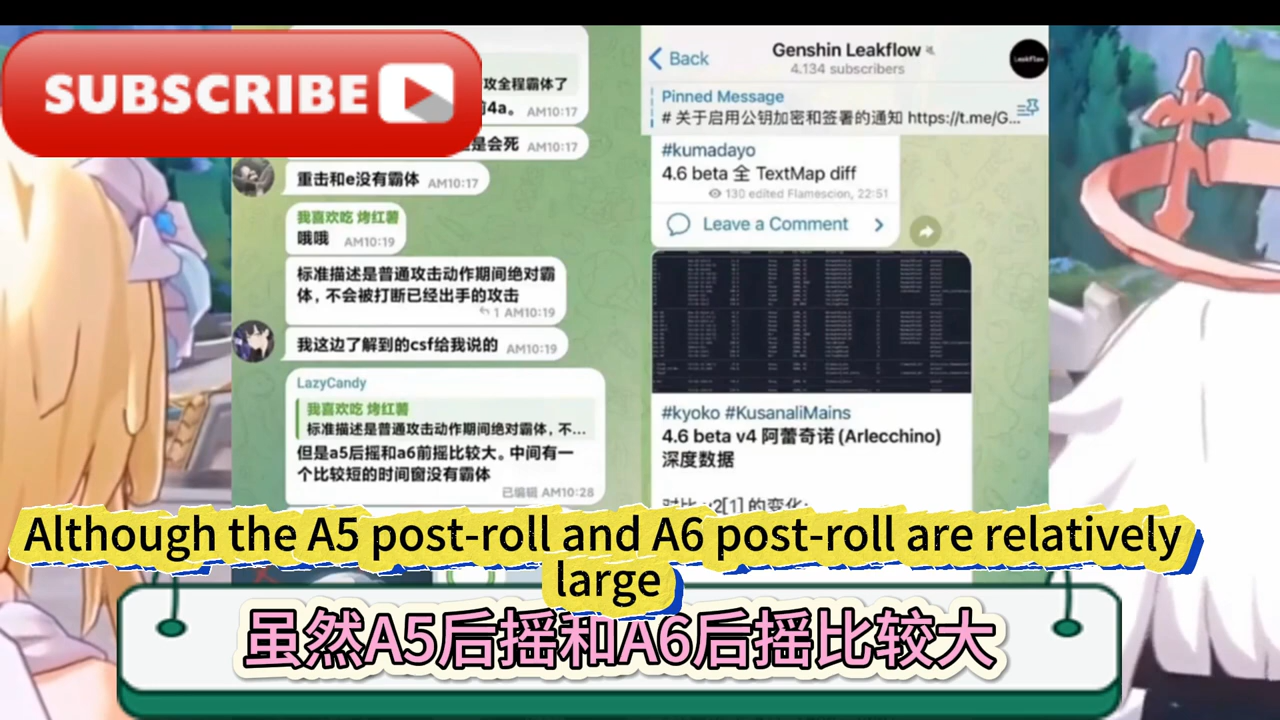 SUBSCRIBE
攻全程霸体了
4a。 AM10:17
是会死 AM10:17
重击和e没有霸体 AM10:17
我喜欢吃 烤红薯
哦哦 AM10:19
标准描述是普通攻击动作期间绝对霸
体，不会被打断已经出手的攻击
1 AM10:19
我这边了解到的csf给我说的 AM10:19
LazyCandy
我喜欢吃 烤红薯
标准描述是普通攻击动作期间绝对霸体，不...
但是a5后摇和a6前摇比较大。中间有一
个比较短的时间窗没有霸体
已编辑 AM10:28
Back
Genshin Leakflow
4.134 subscribers
Leakflow
Pinned Message
# 关于启用公钥加密和签署的通知 https://t.me/G...
#kumadayo
4.6 beta 全 TextMap diff
130 edited Flamescion, 22:51
Leave a Comment
#kyoko #KusanaliMains
4.6 beta v4 阿蕾奇诺 (Arlecchino)
深度数据
对比 v2[1] 的变化:
Although the A5 post-roll and A6 post-roll are relatively
large
虽然A5后摇和A6后摇比较大